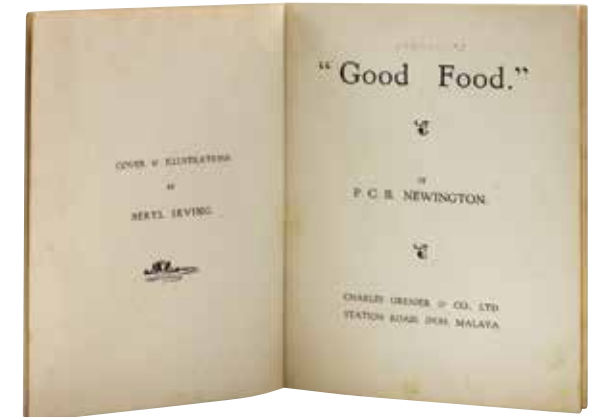 COVER & ILLUSTRATIONS
BY
BERYL IRVING.
"Good Food."
BY
P. C. B. NEWINGTON.
CHARLES GRENIER & CO., LTD
STATION ROAD, IPOH, MALAYA